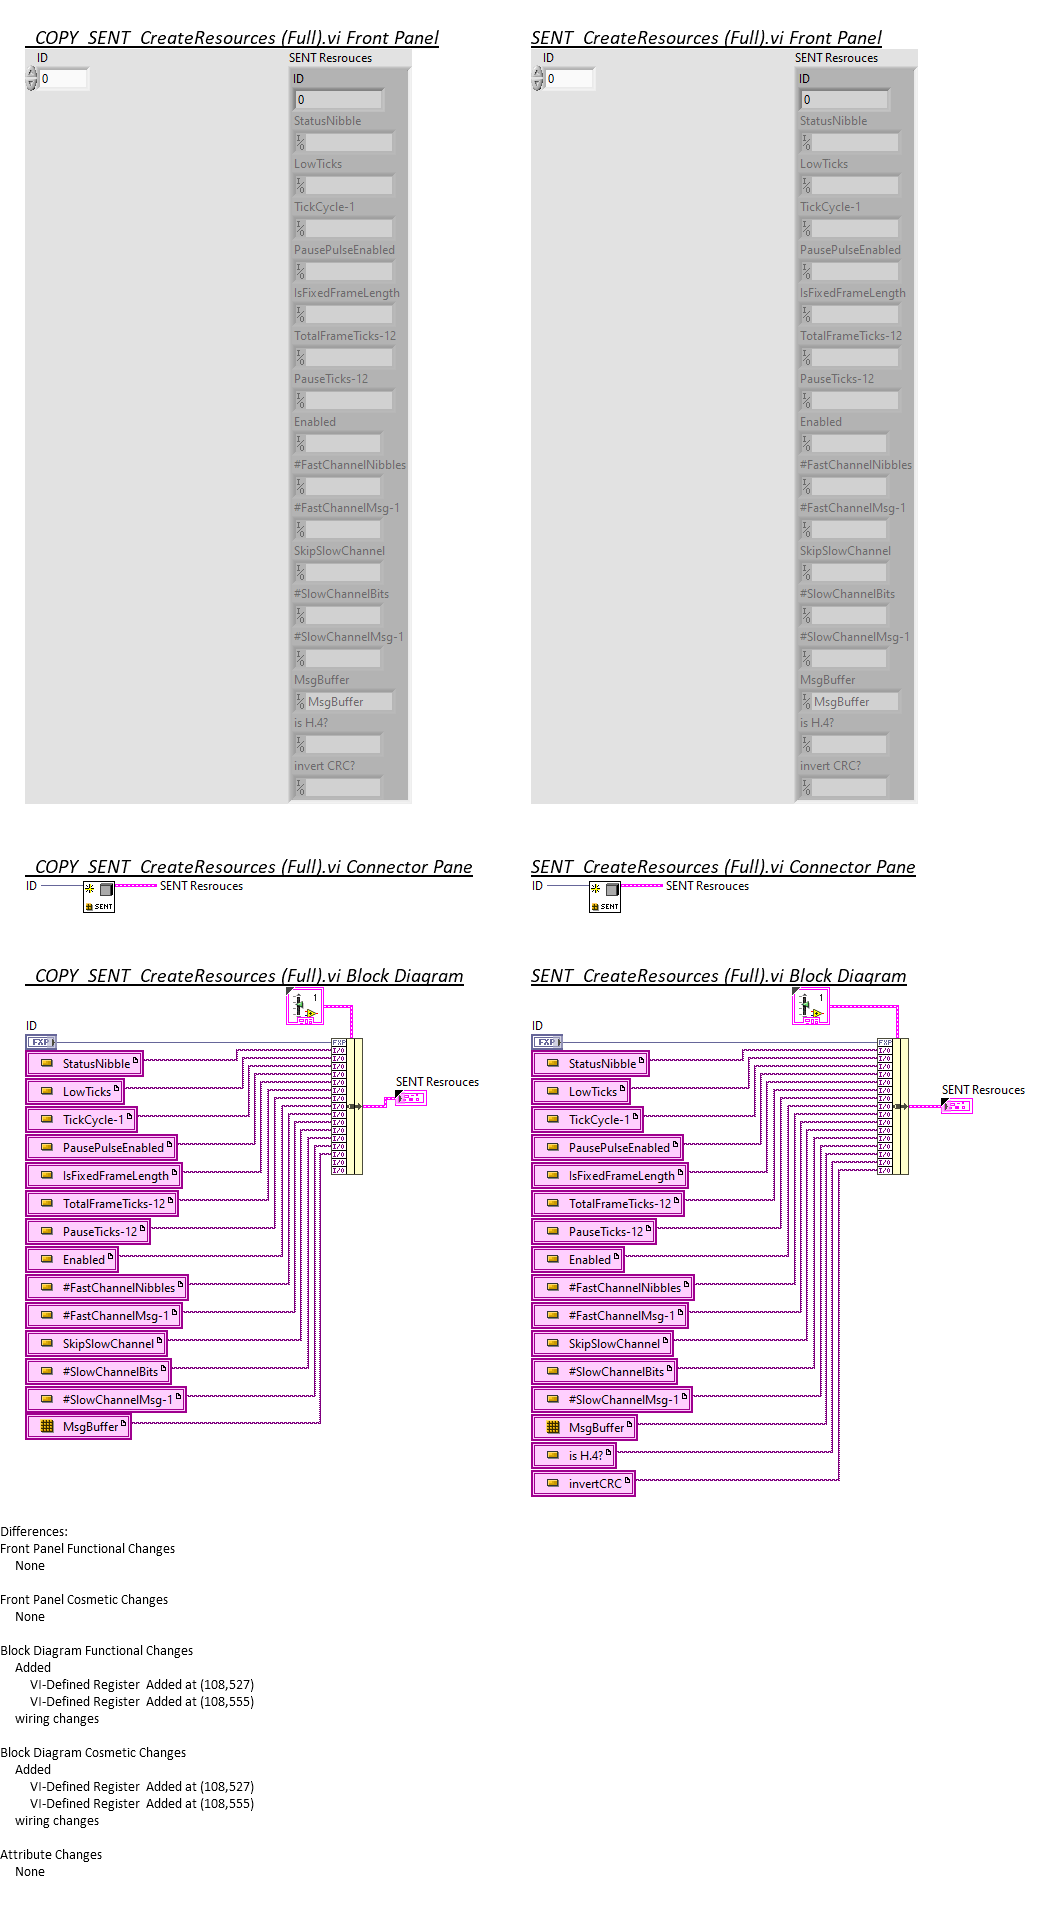 _COPY_SENT_CreateResources (Full).vi Front Panel
ID
0
SENT Resrouces
ID
0
StatusNibble
LowTicks
TickCycle-1
PausePulseEnabled
IsFixedFrameLength
TotalFrameTicks-12
PauseTicks-12
Enabled
#FastChannelNibbles
#FastChannelMsg-1
SkipSlowChannel
#SlowChannelBits
#SlowChannelMsg-1
MsgBuffer
MsgBuffer
is H.4?
invert CRC?
SENT_CreateResources (Full).vi Front Panel
ID
0
SENT Resrouces
ID
0
StatusNibble
LowTicks
TickCycle-1
PausePulseEnabled
IsFixedFrameLength
TotalFrameTicks-12
PauseTicks-12
Enabled
#FastChannelNibbles
#FastChannelMsg-1
SkipSlowChannel
#SlowChannelBits
#SlowChannelMsg-1
MsgBuffer
MsgBuffer
is H.4?
invert CRC?
_COPY_SENT_CreateResources (Full).vi Connector Pane
ID
SENT
SENT Resrouces
SENT_CreateResources (Full).vi Connector Pane
ID
SENT
SENT Resrouces
_COPY_SENT_CreateResources (Full).vi Block Diagram
1
ID
FXP
FXP
StatusNibble
LowTicks
TickCycle-1
PausePulseEnabled
IsFixedFrameLength
TotalFrameTicks-12
PauseTicks-12
Enabled
#FastChannelNibbles
#FastChannelMsg-1
SkipSlowChannel
#SlowChannelBits
#SlowChannelMsg-1
MsgBuffer
SENT Resrouces
SENT_CreateResources (Full).vi Block Diagram
1
ID
FXP
FXP
StatusNibble
LowTicks
TickCycle-1
PausePulseEnabled
IsFixedFrameLength
TotalFrameTicks-12
PauseTicks-12
Enabled
#FastChannelNibbles
#FastChannelMsg-1
SkipSlowChannel
#SlowChannelBits
#SlowChannelMsg-1
MsgBuffer
is H.4?
invertCRC
SENT Resrouces
Differences:
Front Panel Functional Changes
None
Front Panel Cosmetic Changes
None
Block Diagram Functional Changes
Added
VI-Defined Register  Added at (108,527)
VI-Defined Register  Added at (108,555)
wiring changes
Block Diagram Cosmetic Changes
Added
VI-Defined Register  Added at (108,527)
VI-Defined Register  Added at (108,555)
wiring changes
Attribute Changes
None